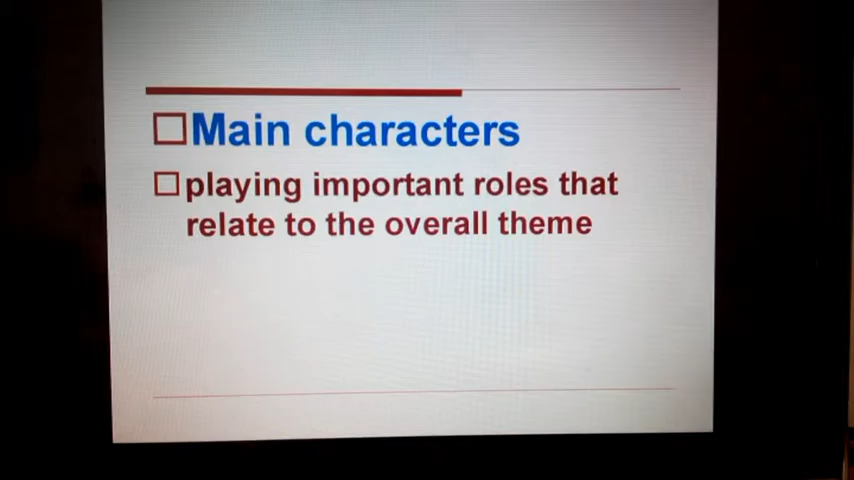 Main characters
playing important roles that
relate to the overall theme